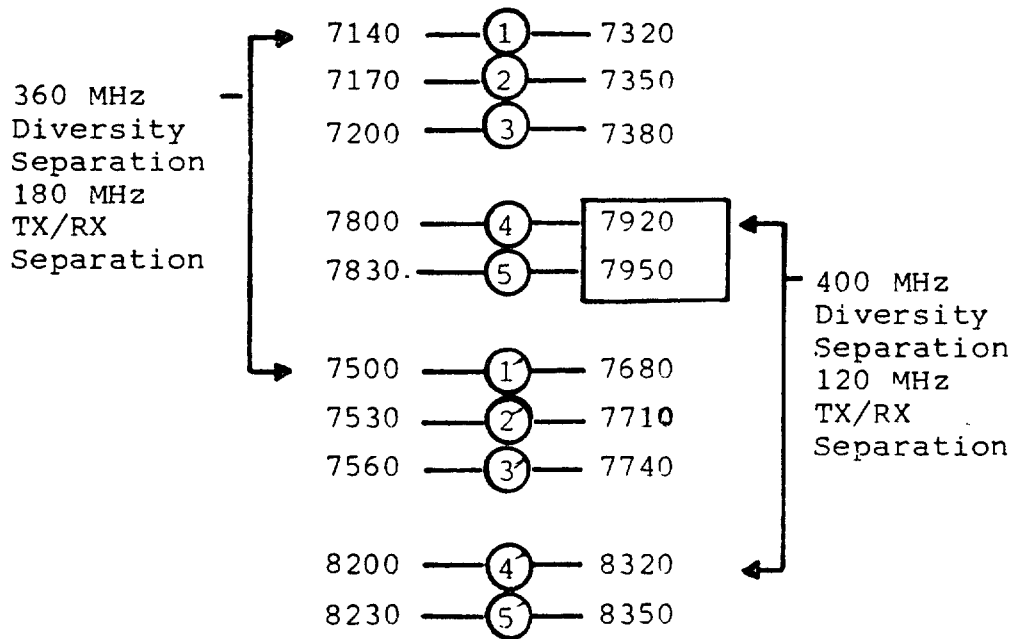 7140 1 7320
7170 2 7350
7200 3 7380
360 MHz
Diversity
Separation
180 MHz
TX/RX
Separation
7800 4 7920
7830. 5 7950
400 MHz
Diversity
Separation
120 MHz
TX/RX
Separation
7500 1' 7680
7530 2' 7710
7560 3' 7740
8200 4' 8320
8230 5' 8350